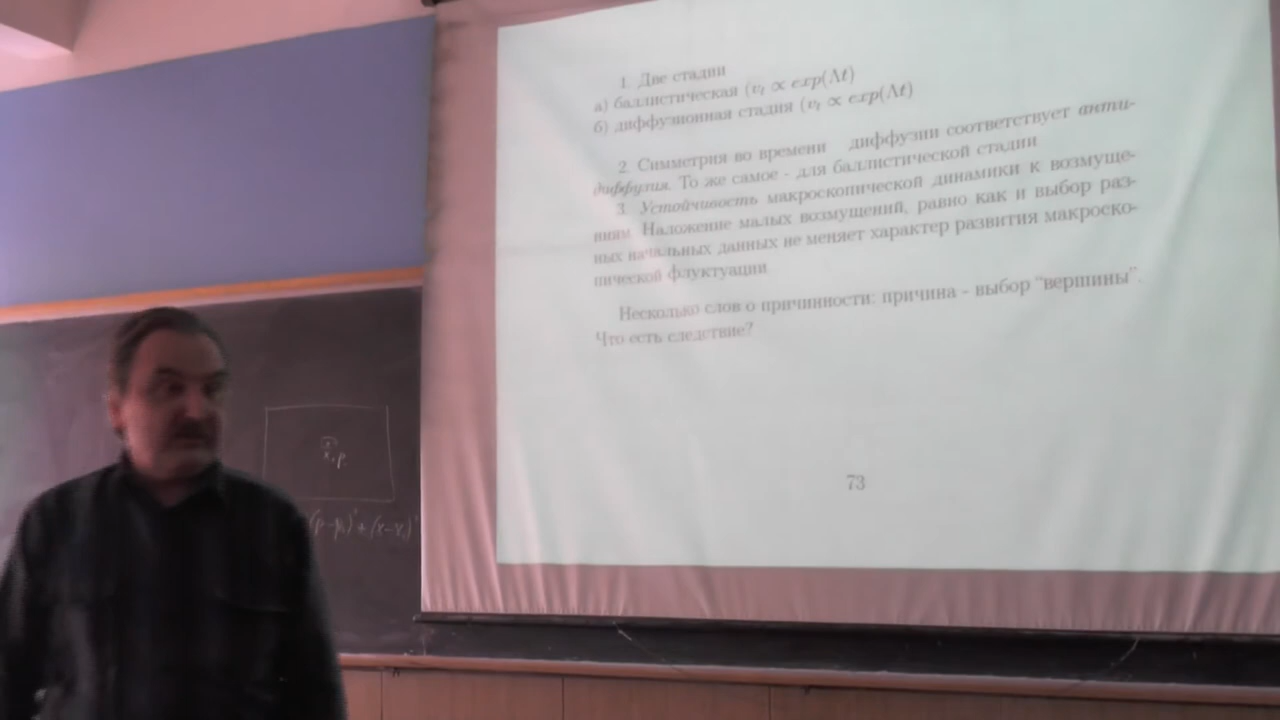 1. Две стадии
а) баллистическая (v_t ∝ exp(Λt)
б) диффузионная стадия (v_t ∝ exp(Λt)
2. Симметрия во времени диффузии соответствует анти-
диффузия. То же самое - для баллистической стадии
3. Устойчивость макроскопической динамики к возмуще-
ниям. Наложение малых возмущений, равно как и выбор раз-
ных начальных данных не меняет характер развития макроско-
пической флуктуации
Несколько слов о причинности: причина - выбор "вершины".
Что есть следствие?
73